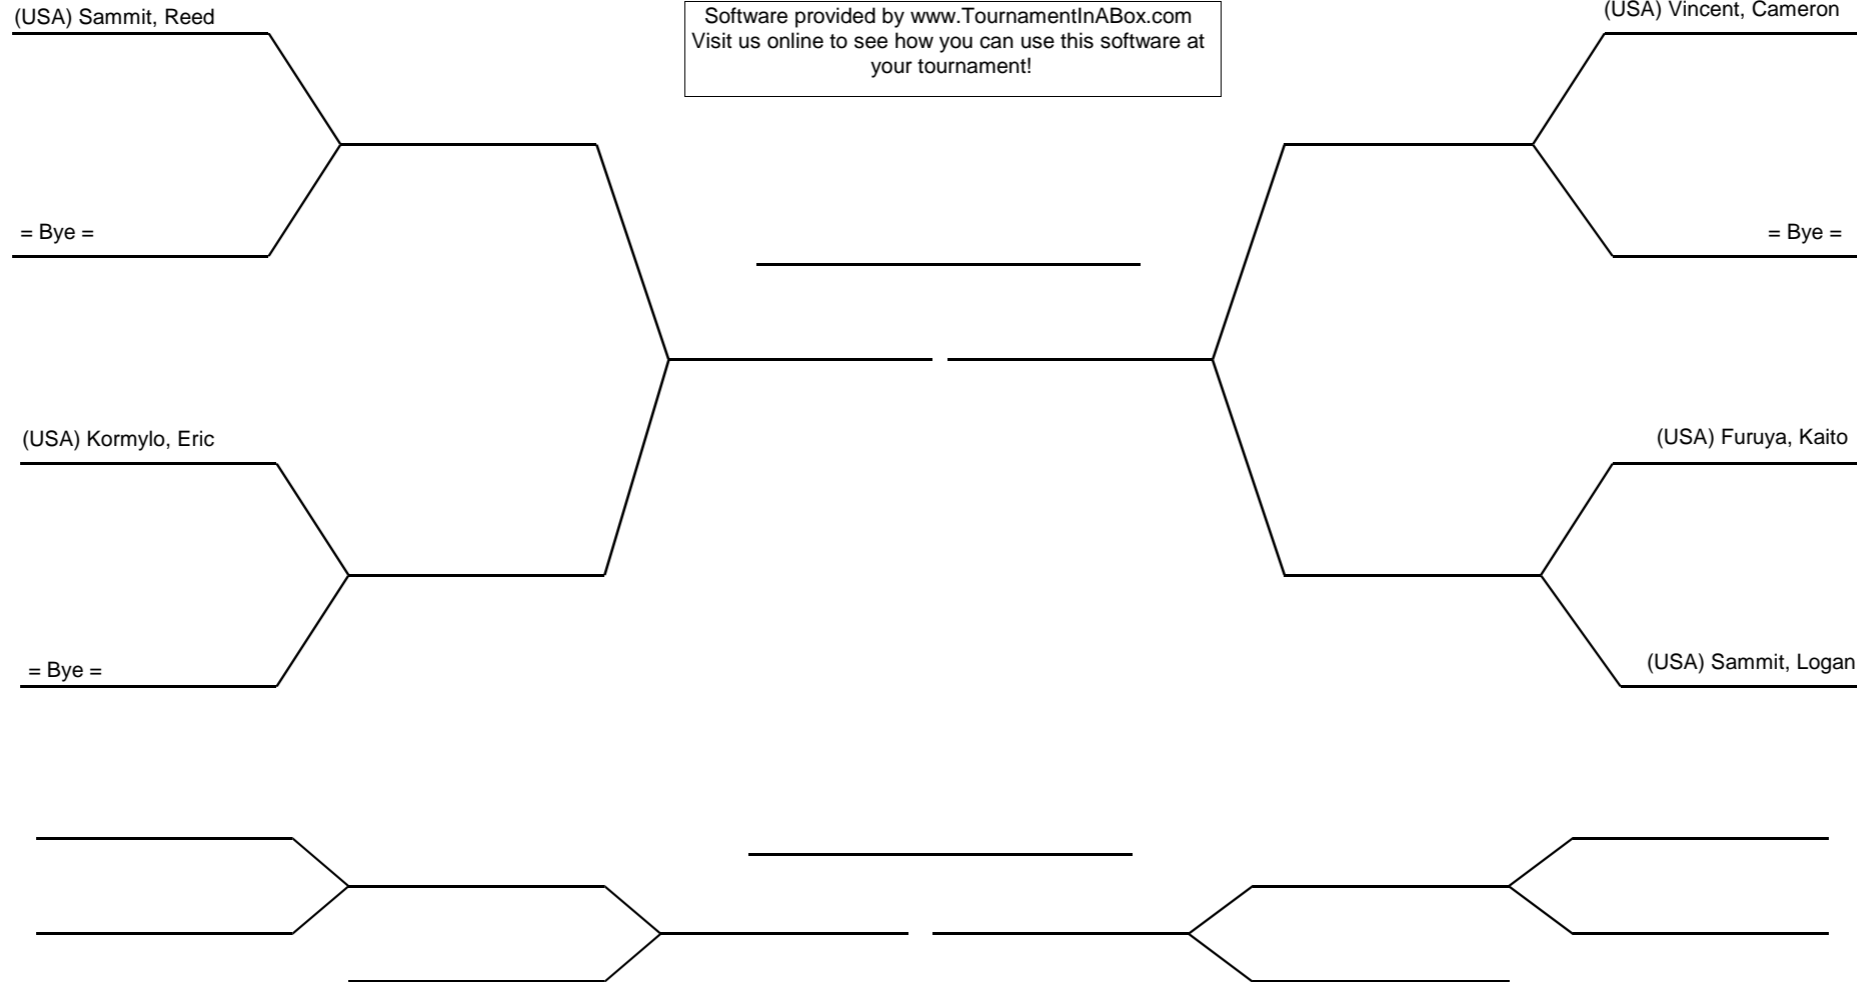 (USA) Sammit, Reed
Software provided by www.TournamentInABox.com
Visit us online to see how you can use this software at
your tournament!
(USA) Vincent, Cameron
= Bye =
= Bye =
(USA) Kormylo, Eric
(USA) Furuya, Kaito
= Bye =
(USA) Sammit, Logan